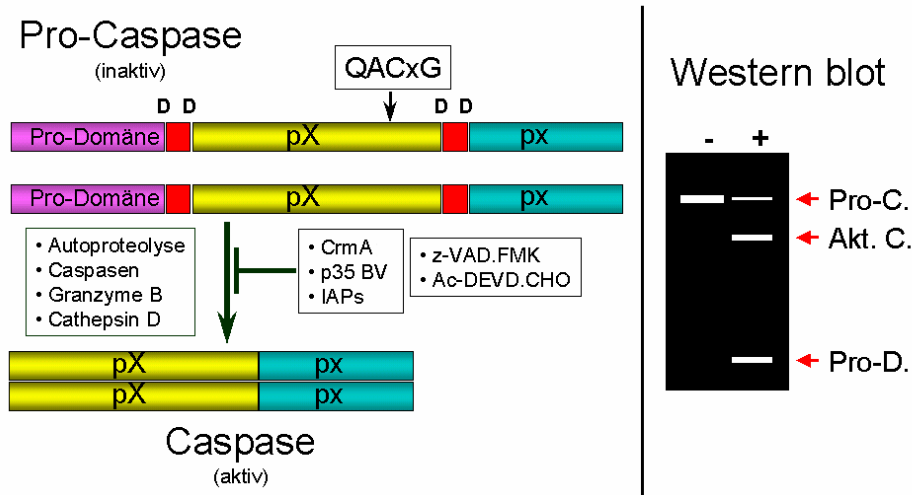 Pro-Caspase
(inaktiv)
QACxG
D D
D D
Pro-Domäne
pX
px
Pro-Domäne
pX
px
• Autoproteolyse
• Caspasen
• Granzyme B
• Cathepsin D
• CrmA
• p35 BV
• IAPs
• z-VAD.FMK
• Ac-DEVD.CHO
pX
px
pX
px
Caspase
(aktiv)
Western blot
- +
Pro-C.
Akt. C.
Pro-D.